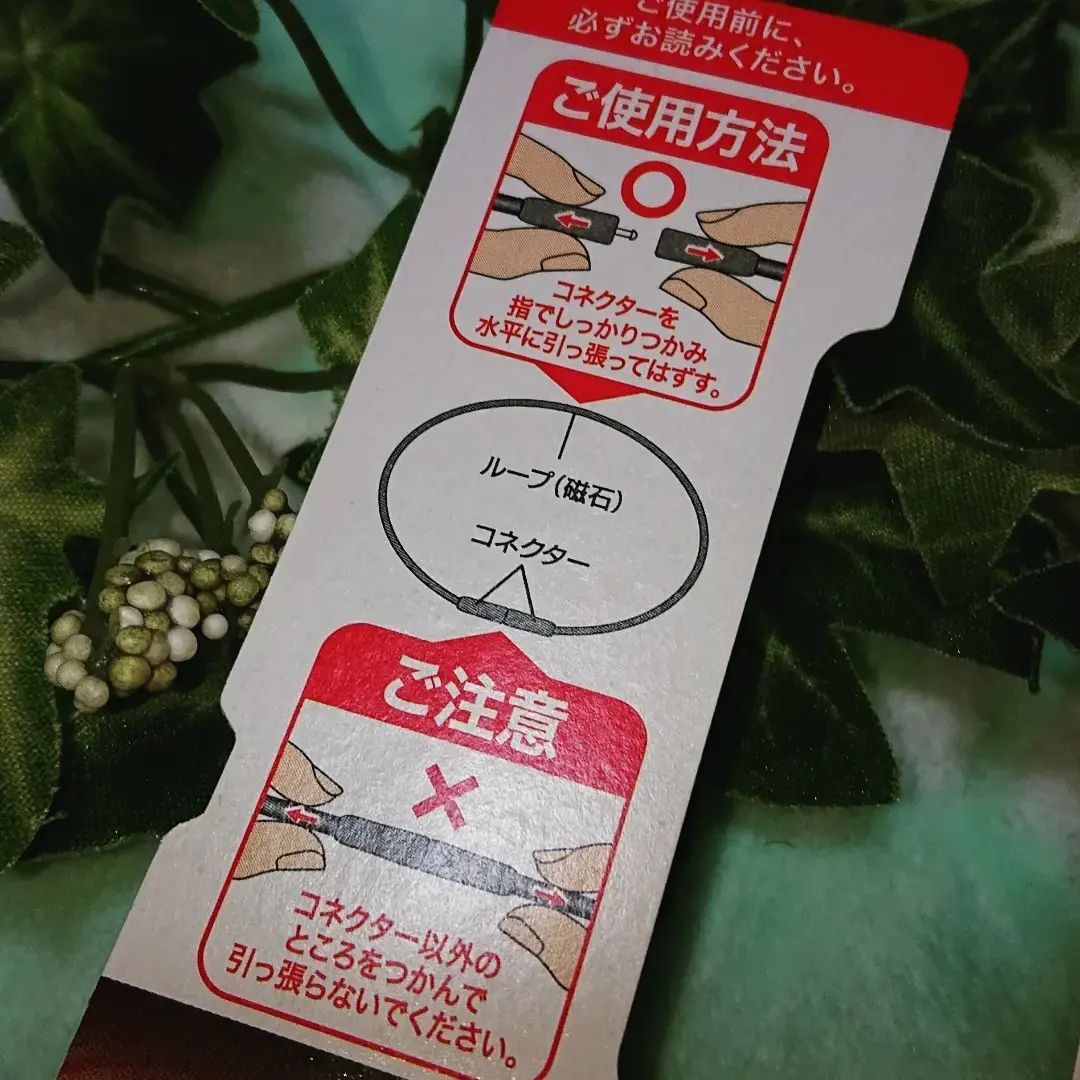 ご使用前に、
必ずお読みください。
ご使用方法
コネクターを
指でしっかりつかみ
水平に引っ張ってはずす。
ループ(磁石)
コネクター
ご注意
コネクター以外の
ところをつかんで
引っ張らないでください。